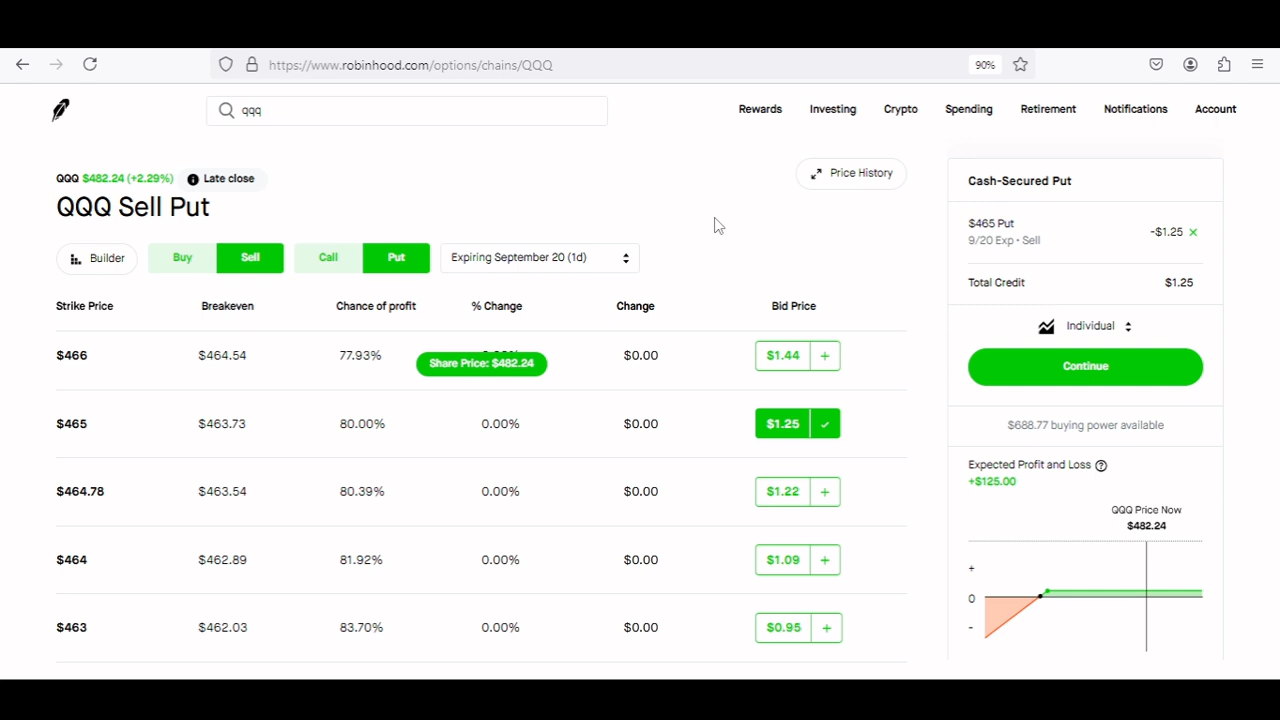 https://www.robinhood.com/options/chains/QQQ
90%
qqq
Rewards Investing Crypto Spending Retirement Notifications Account
QQQ $482.24 (+2.29%) Late close
Price History
QQQ Sell Put
Builder Buy Sell Call Put Expiring September 20 (1d)
Strike Price Breakeven Chance of profit % Change Change Bid Price
$466 $464.54 77.93% $0.00 $1.44 +
Share Price: $482.24
$465 $463.73 80.00% 0.00% $0.00 $1.25
$464.78 $463.54 80.39% 0.00% $0.00 $1.22 +
$464 $462.89 81.92% 0.00% $0.00 $1.09 +
$463 $462.03 83.70% 0.00% $0.00 $0.95 +
Cash-Secured Put
$465 Put
9/20 Exp • Sell
-$1.25 ×
Total Credit $1.25
Individual
Continue
$688.77 buying power available
Expected Profit and Loss ?
+$125.00
QQQ Price Now
$482.24
+
0
-